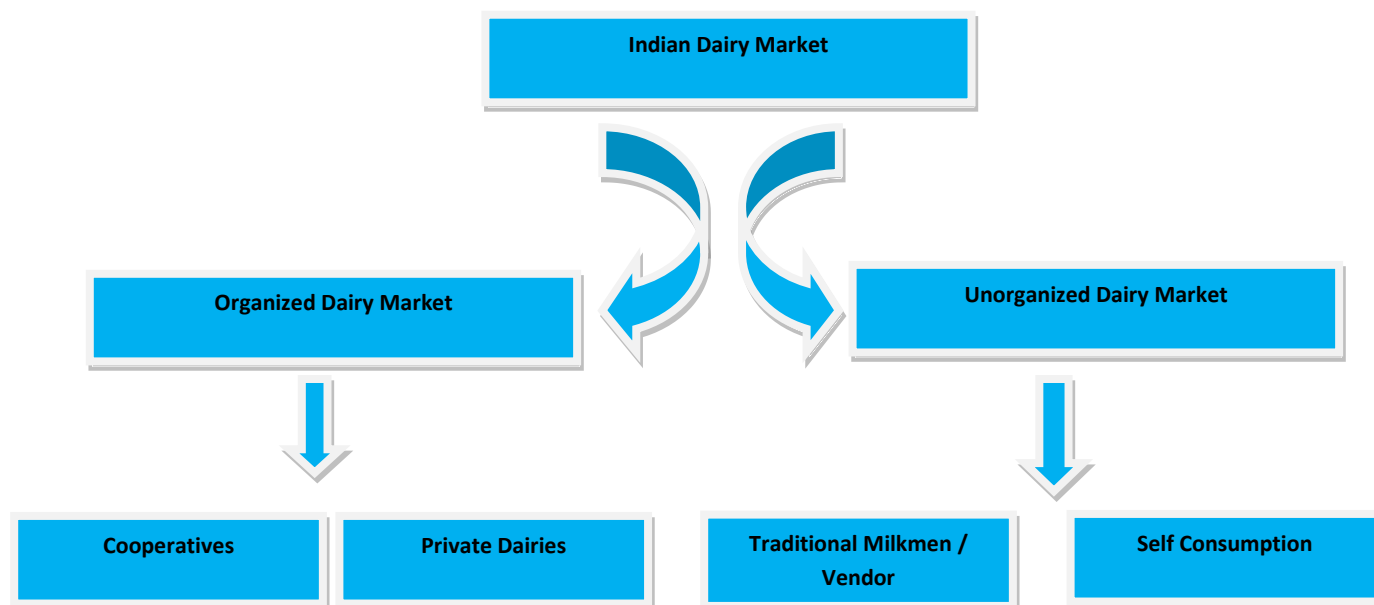 Indian Dairy Market
Organized Dairy Market
Unorganized Dairy Market
Cooperatives
Private Dairies
Traditional Milkmen /
Vendor
Self Consumption